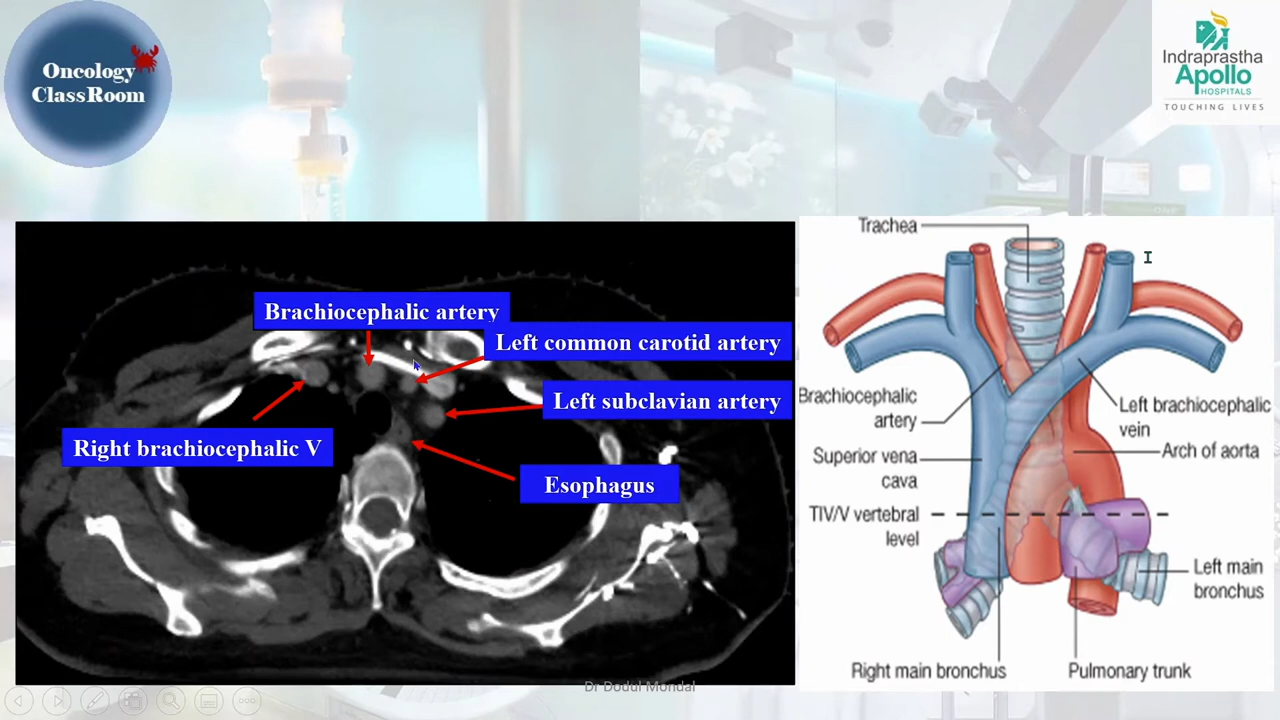 Oncology
ClassRoom
Indraprastha
Apollo
HOSPITALS
TOUCHING LIVES
Brachiocephalic artery
Left common carotid artery
Left subclavian artery
Right brachiocephalic V
Esophagus
Trachea
Brachiocephalic
artery
Left brachiocephalic
vein
Superior vena
cava
Arch of aorta
TIV/V vertebral
level
Left main
bronchus
Right main bronchus
Pulmonary trunk
Dr Dodul Mondal